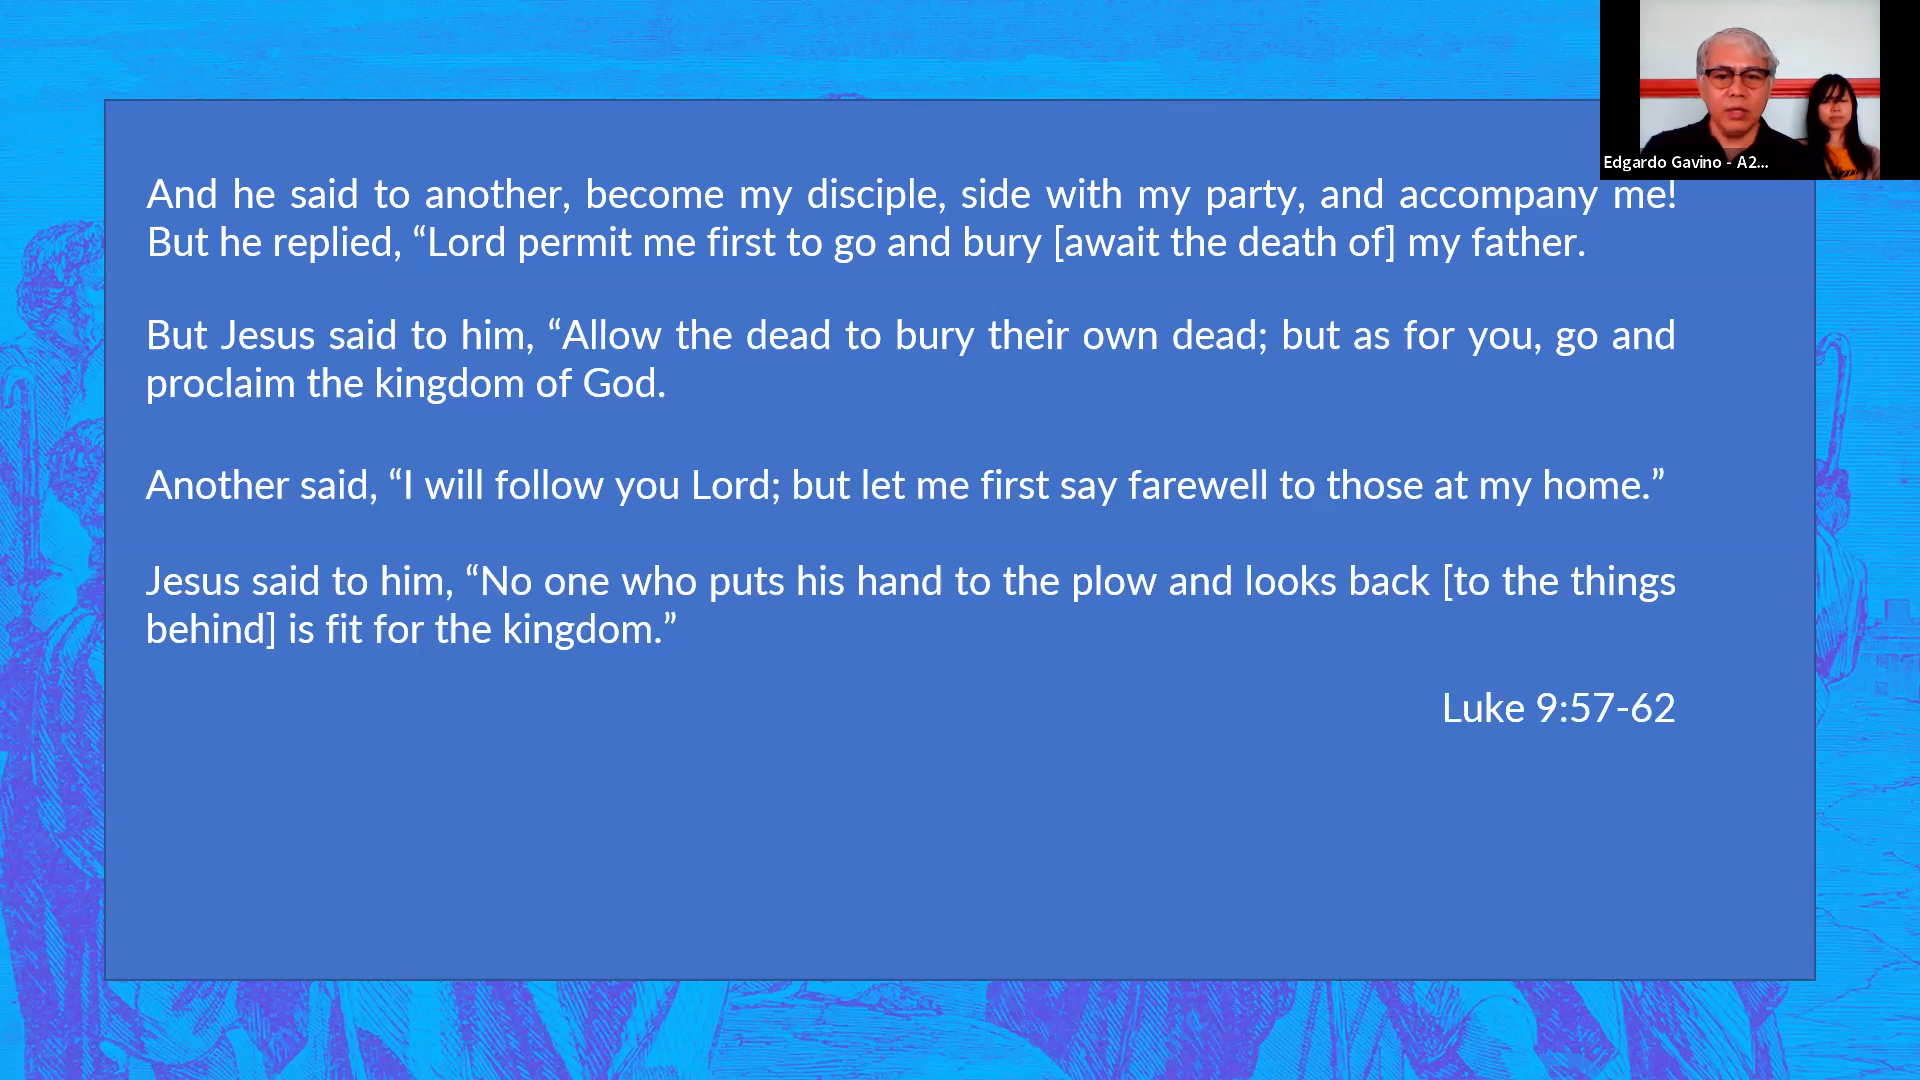 Edgardo Gavino - A2...
And he said to another, become my disciple, side with my party, and accompany me!
But he replied, “Lord permit me first to go and bury [await the death of] my father.
But Jesus said to him, “Allow the dead to bury their own dead; but as for you, go and
proclaim the kingdom of God.
Another said, “I will follow you Lord; but let me first say farewell to those at my home.”
Jesus said to him, “No one who puts his hand to the plow and looks back [to the things
behind] is fit for the kingdom.”
Luke 9:57-62